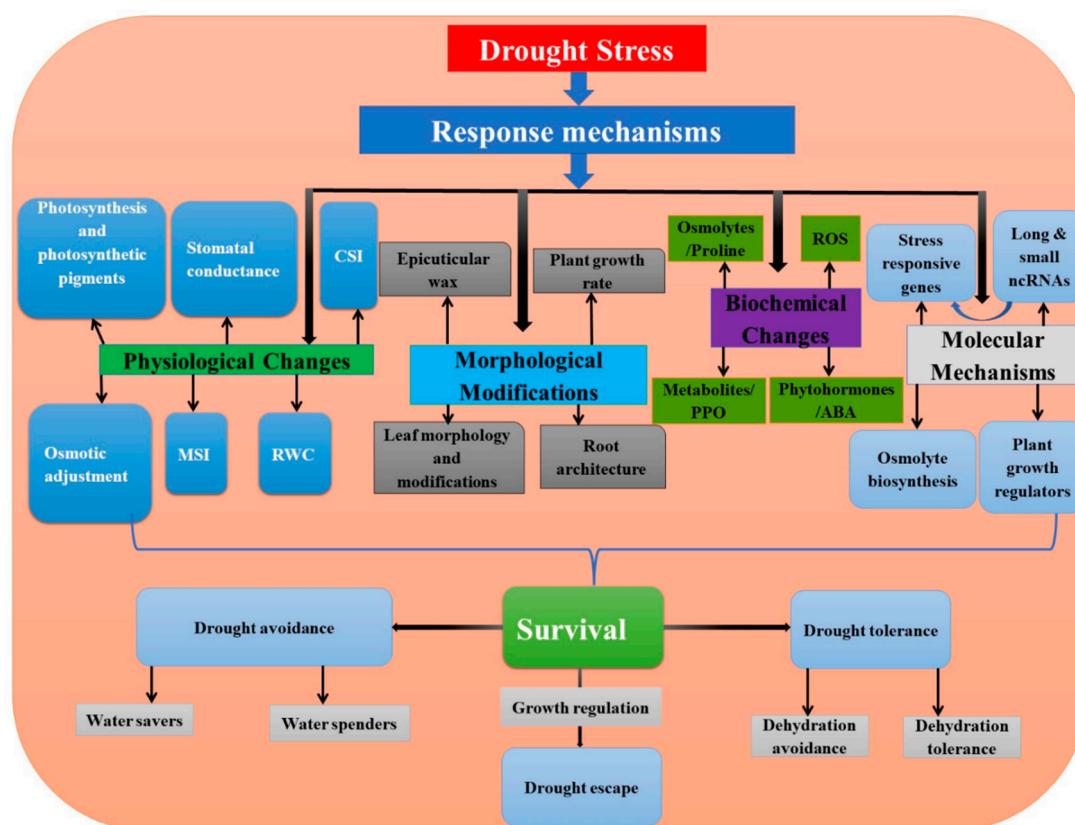 Drought Stress
Response mechanisms
Photosynthesis
and
photosynthetic
pigments
Stomatal
conductance
CSI
Epicuticular
wax
Plant growth
rate
Osmolytes
/Proline
ROS
Stress
responsive
genes
Long &
small
ncRNAs
Physiological Changes
Morphological
Modifications
Biochemical
Changes
Molecular
Mechanisms
Osmotic
adjustment
MSI
RWC
Leaf morphology
and
modifications
Root
architecture
Metabolites/
PPO
Phytohormones
/ABA
Osmolyte
biosynthesis
Plant
growth
regulators
Drought avoidance
Survival
Drought tolerance
Water savers
Water spenders
Growth regulation
Dehydration
avoidance
Dehydration
tolerance
Drought escape